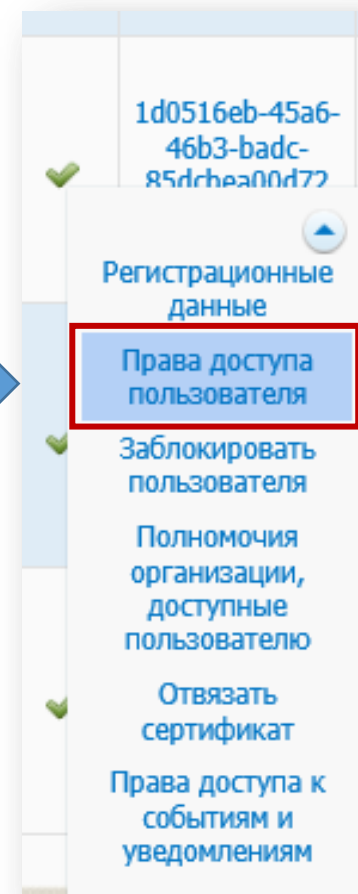 1d0516eb-45a6-
46b3-badc-
85dcbea00d72
Регистрационные
данные
Права доступа
пользователя
Заблокировать
пользователя
Полномочия
организации,
доступные
пользователю
Отвязать
сертификат
Права доступа к
событиям и
уведомлениям